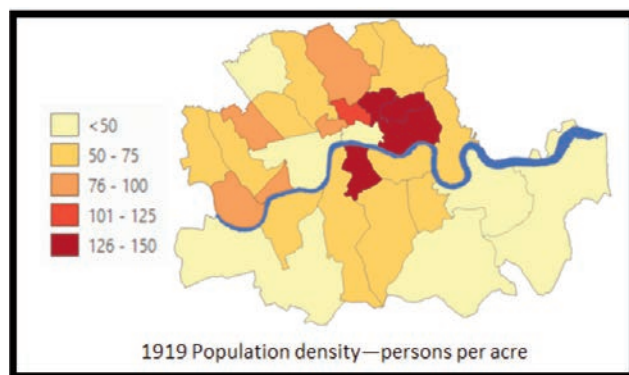 <50
50 - 75
76 - 100
101 - 125
126 - 150
1919 Population density—persons per acre